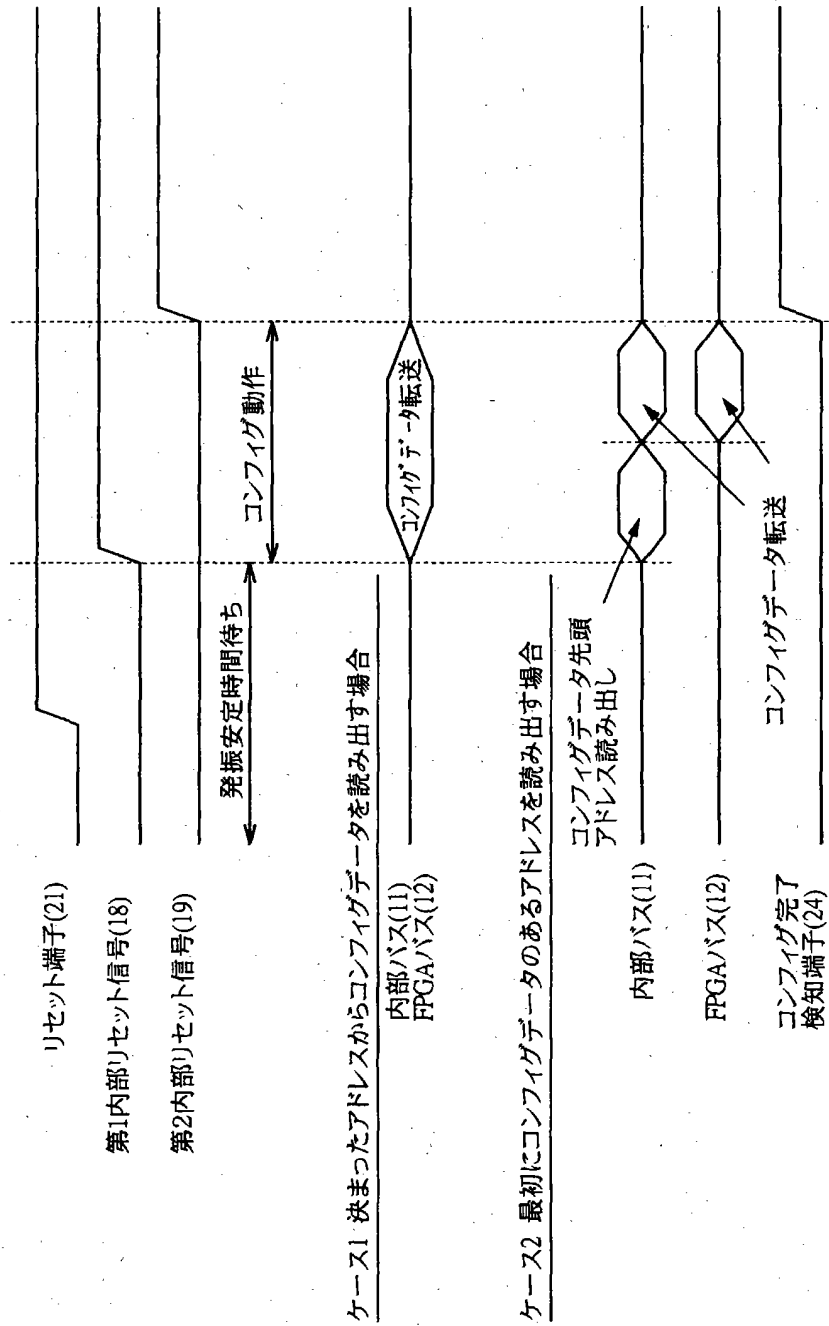 リセット端子(21)
第1内部リセット信号(18)
第2内部リセット信号(19)
発振安定時間待ち
コンフィグ動作
ケース1 決まったアドレスからコンフィグデータを読み出す場合
内部バス(11)
FPGAバス(12)
コンフィグデータ転送
ケース2 最初にコンフィグデータのあるアドレスを読み出す場合
コンフィグデータ先頭
アドレス読み出し
内部バス(11)
FPGAバス(12)
コンフィグデータ転送
コンフィグ完了
検知端子(24)